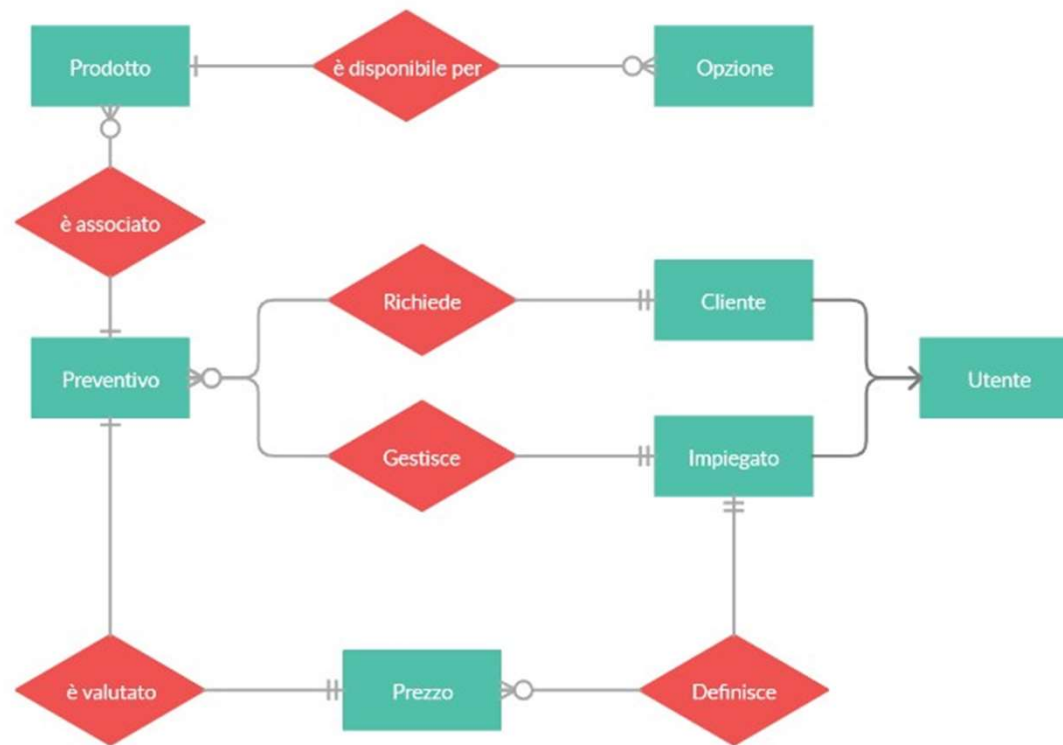 Prodotto
è disponibile per
Opzione
è associato
Richiede
Cliente
Preventivo
Utente
Gestisce
Impiegato
è valutato
Prezzo
Definisce